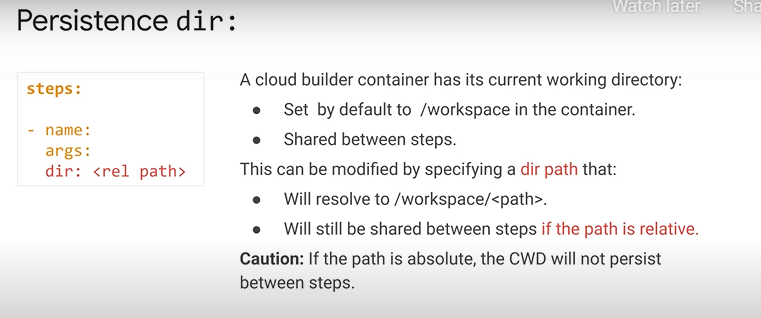 Watch later Sha
Persistence dir:
steps:
- name:
args:
dir: <rel path>
A cloud builder container has its current working directory:
● Set by default to /workspace in the container.
● Shared between steps.
This can be modified by specifying a dir path that:
● Will resolve to /workspace/<path>.
● Will still be shared between steps if the path is relative.
Caution: If the path is absolute, the CWD will not persist
between steps.